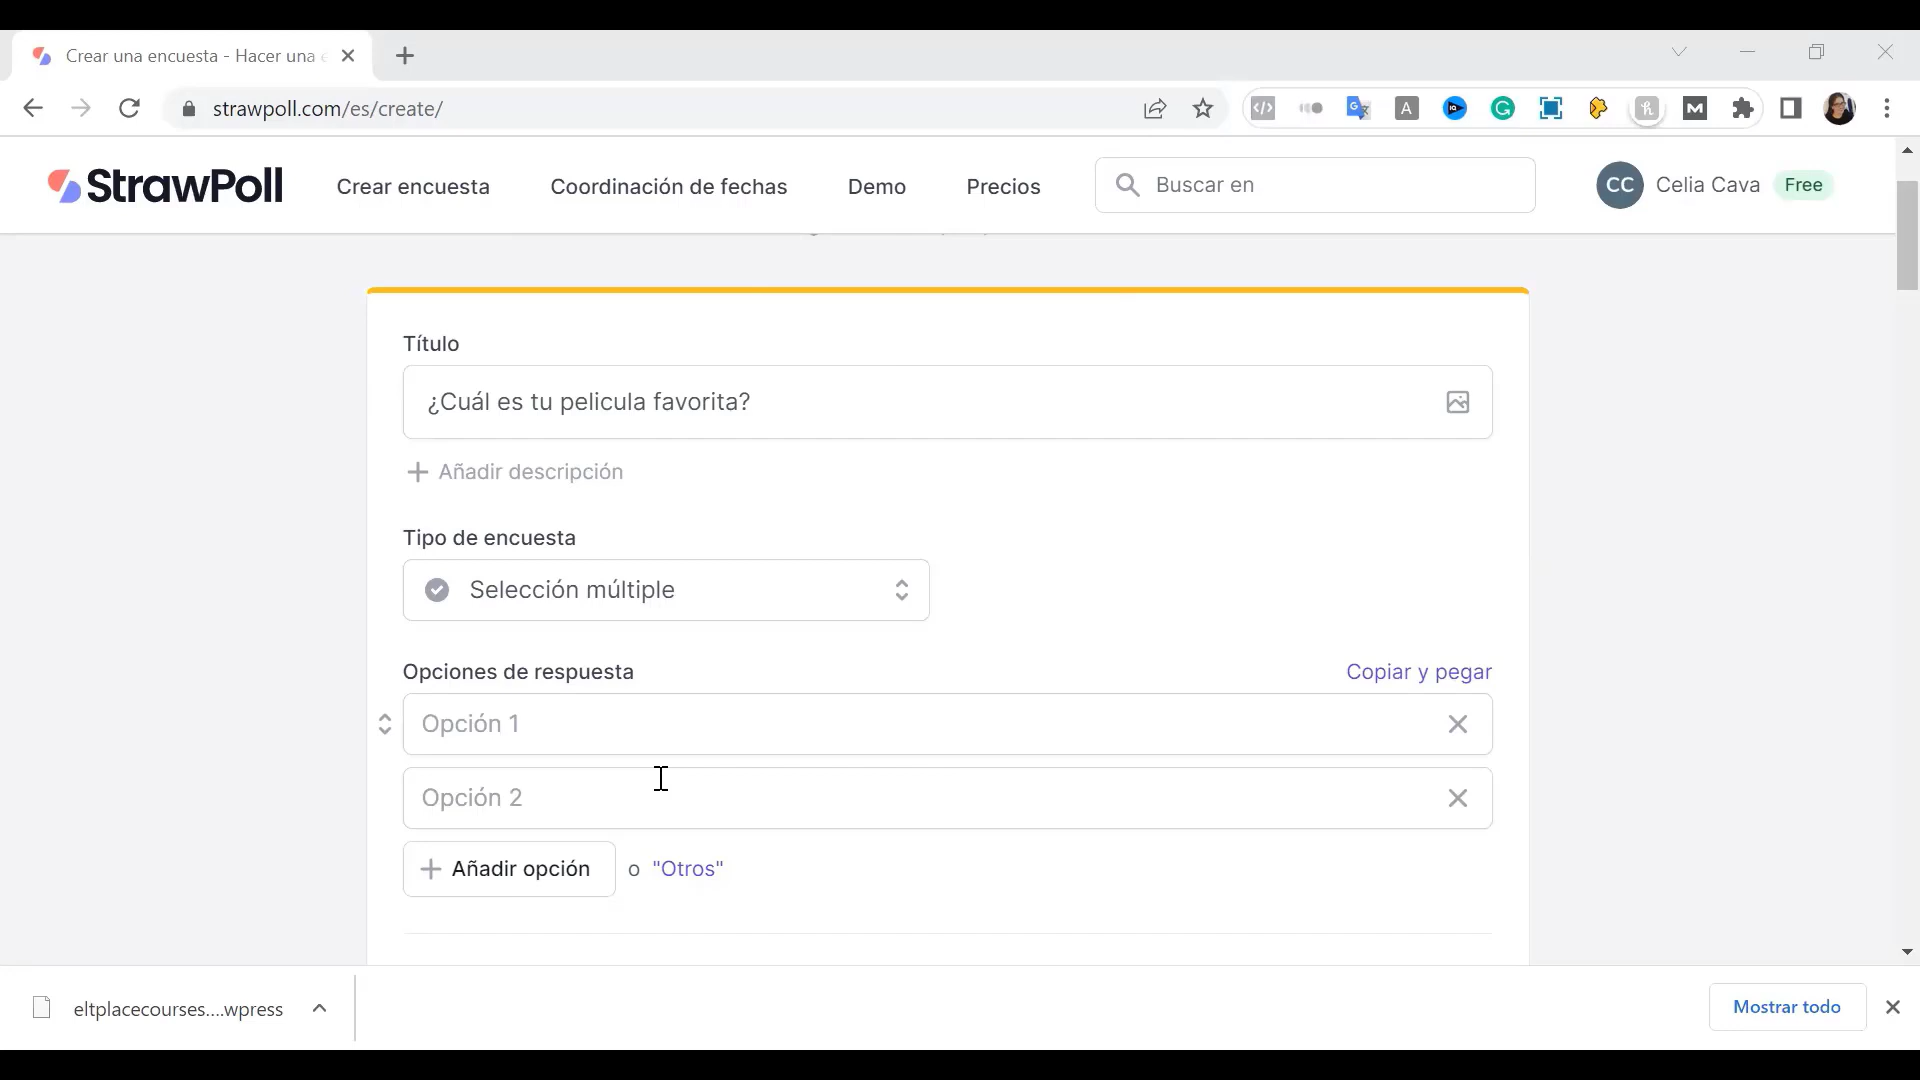 Crear una encuesta - Hacer una
strawpoll.com/es/create/
StrawPoll
Crear encuesta
Coordinación de fechas
Demo
Precios
Buscar en
CC
Celia Cava
Free
Título
¿Cuál es tu pelicula favorita?
Añadir descripción
Tipo de encuesta
Selección múltiple
Opciones de respuesta
Copiar y pegar
Opción 1
Opción 2
Añadir opción
o "Otros"
eltplacecourses....wpress
Mostrar todo